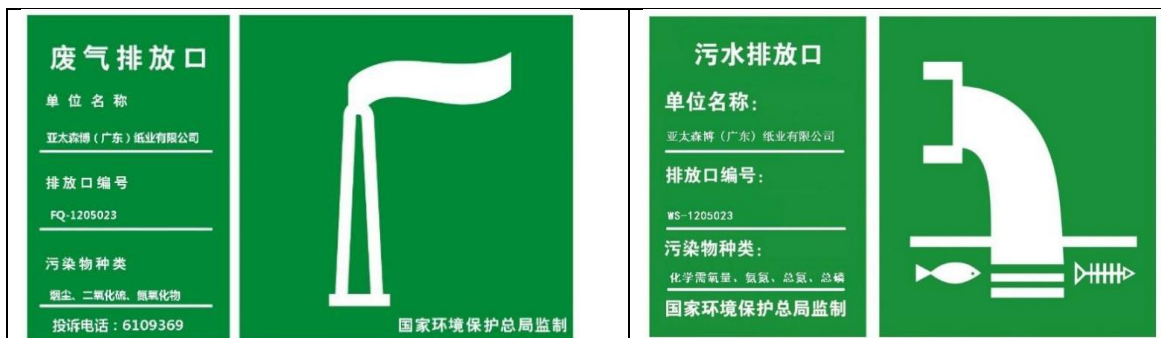 废气排放口
单位名称
亚太森博（广东）纸业有限公司
排放口编号
FQ-1205023
污染物种类
烟尘、二氧化硫、氮氧化物
投诉电话：6109369
国家环境保护总局监制
污水排放口
单位名称：
亚太森博（广东）纸业有限公司
排放口编号：
WS-1205023
污染物种类：
化学需氧量、氨氮、总氮、总磷
国家环境保护总局监制